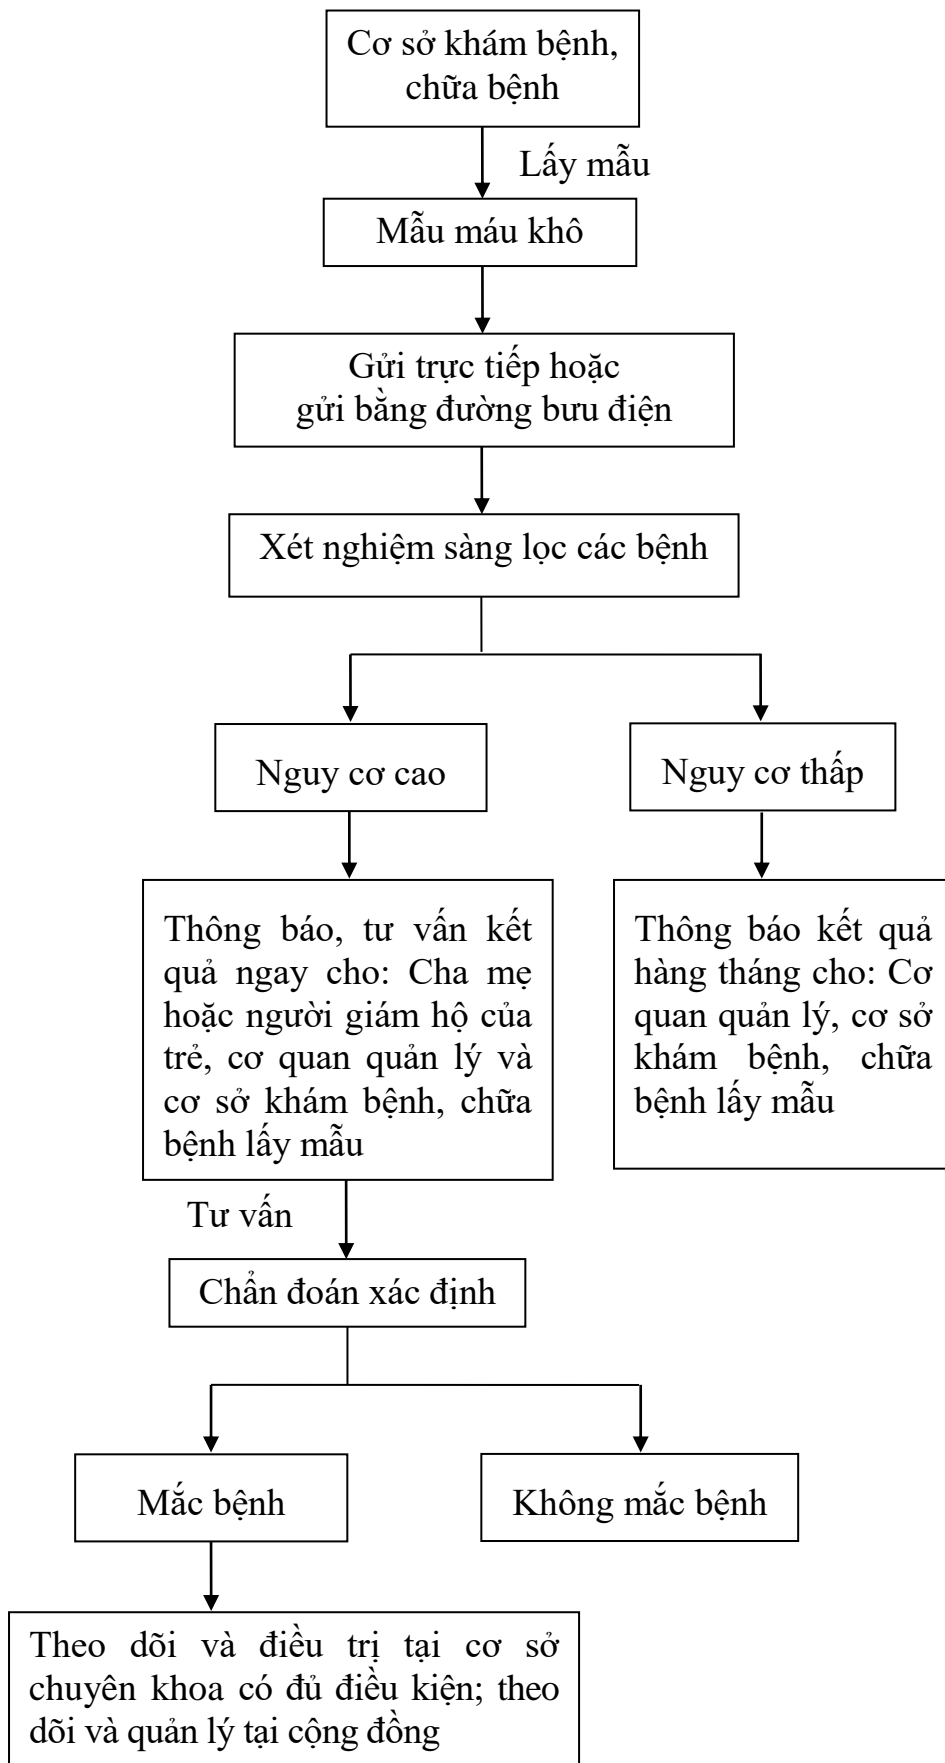 Cơ sở khám bệnh,
chữa bệnh
Lấy mẫu
Mẫu máu khô
Gửi trực tiếp hoặc
gửi bằng đường bưu điện
Xét nghiệm sàng lọc các bệnh
Nguy cơ cao
Nguy cơ thấp
Thông báo, tư vấn kết
quả ngay cho: Cha mẹ
hoặc người giám hộ của
trẻ, cơ quan quản lý và
cơ sở khám bệnh, chữa
bệnh lấy mẫu
Thông báo kết quả
hàng tháng cho: Cơ
quan quản lý, cơ sở
khám bệnh, chữa
bệnh lấy mẫu
Tư vấn
Chẩn đoán xác định
Mắc bệnh
Không mắc bệnh
Theo dõi và điều trị tại cơ sở
chuyên khoa có đủ điều kiện; theo
dõi và quản lý tại cộng đồng